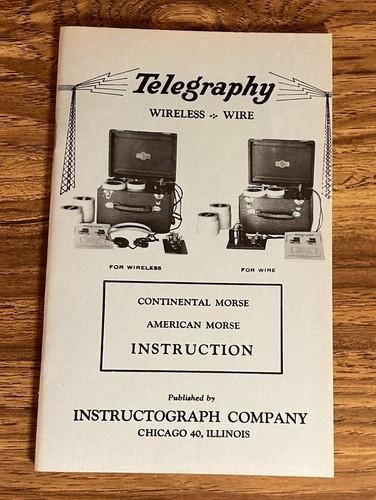 Telegraphy
WIRELESS WIRE
FOR WIRELESS
FOR WIRE
CONTINENTAL MORSE
AMERICAN MORSE
INSTRUCTION
Published by
INSTRUCTOGRAPH COMPANY
CHICAGO 40, ILLINOIS